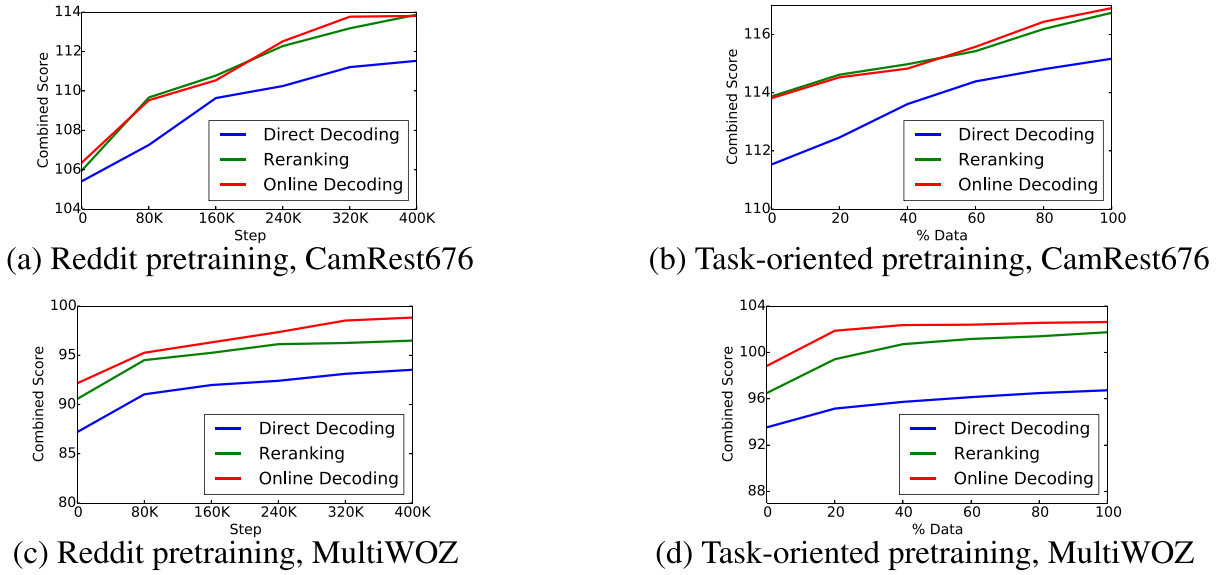 114
112
110
108
106
104
Combined Score
0 80K 160K 240K 320K 400K
Step
Direct Decoding
Reranking
Online Decoding
(a) Reddit pretraining, CamRest676
116
114
112
110
Combined Score
0 20 40 60 80 100
% Data
Direct Decoding
Reranking
Online Decoding
(b) Task-oriented pretraining, CamRest676
100
95
90
85
80
Combined Score
0 80K 160K 240K 320K 400K
Step
Direct Decoding
Reranking
Online Decoding
(c) Reddit pretraining, MultiWOZ
104
100
96
92
88
Combined Score
0 20 40 60 80 100
% Data
Direct Decoding
Reranking
Online Decoding
(d) Task-oriented pretraining, MultiWOZ